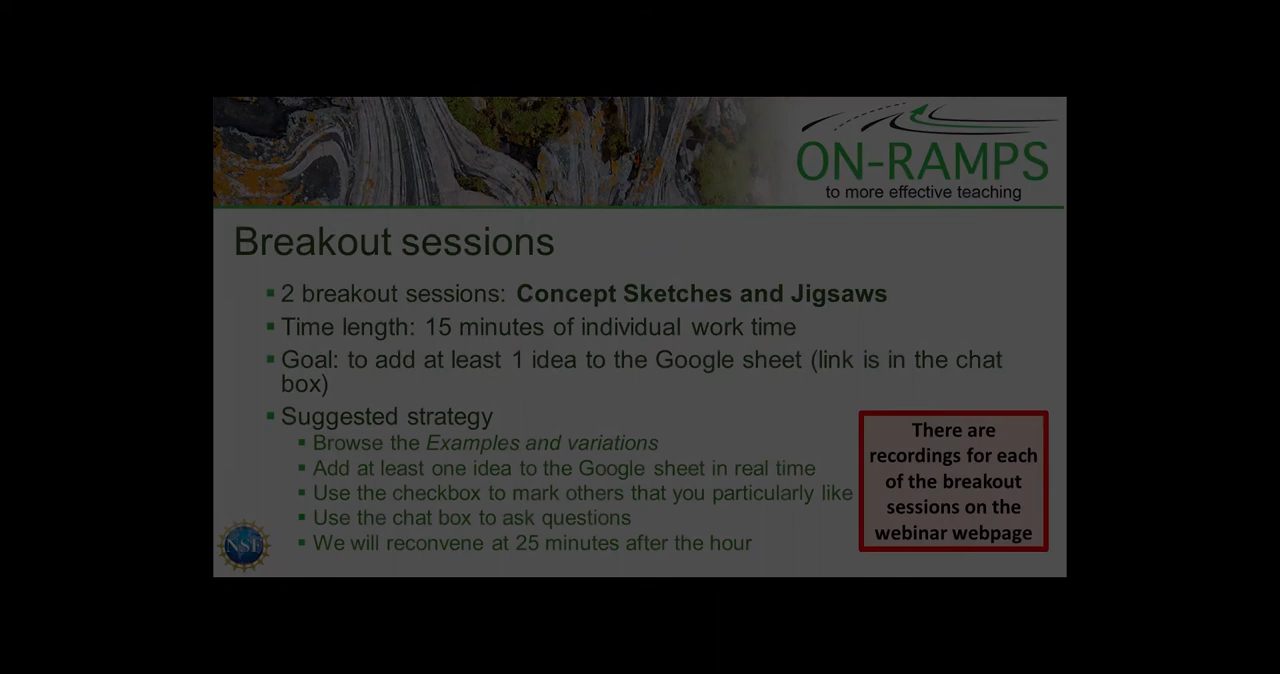 ON-RAMPS
to more effective teaching
Breakout sessions
▪ 2 breakout sessions: Concept Sketches and Jigsaws
▪ Time length: 15 minutes of individual work time
▪ Goal: to add at least 1 idea to the Google sheet (link is in the chat
box)
▪ Suggested strategy
▪ Browse the Examples and variations
▪ Add at least one idea to the Google sheet in real time
▪ Use the checkbox to mark others that you particularly like
▪ Use the chat box to ask questions
▪ We will reconvene at 25 minutes after the hour
There are
recordings for each
of the breakout
sessions on the
webinar webpage
NSF